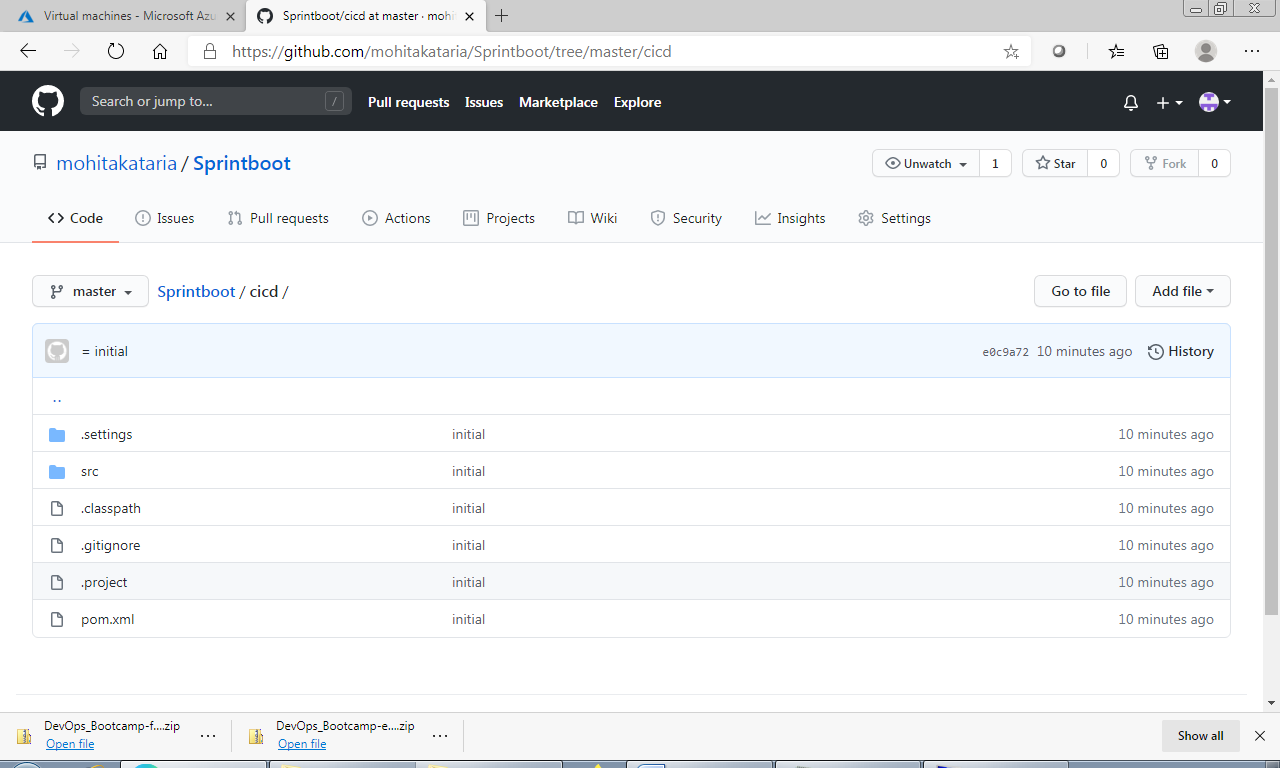 Virtual machines - Microsoft Azu
Sprintboot/cicd at master · mohit
https://github.com/mohitakataria/Sprintboot/tree/master/cicd
Search or jump to...
/
Pull requests
Issues
Marketplace
Explore
mohitakataria / Sprintboot
Unwatch
1
Star
0
Fork
0
Code
Issues
Pull requests
Actions
Projects
Wiki
Security
Insights
Settings
master
Sprintboot / cicd /
Go to file
Add file
= initial
e0c9a72 10 minutes ago
History
..
.settings initial 10 minutes ago
src initial 10 minutes ago
.classpath initial 10 minutes ago
.gitignore initial 10 minutes ago
.project initial 10 minutes ago
pom.xml initial 10 minutes ago
DevOps_Bootcamp-f....zip
Open file
DevOps_Bootcamp-e....zip
Open file
Show all